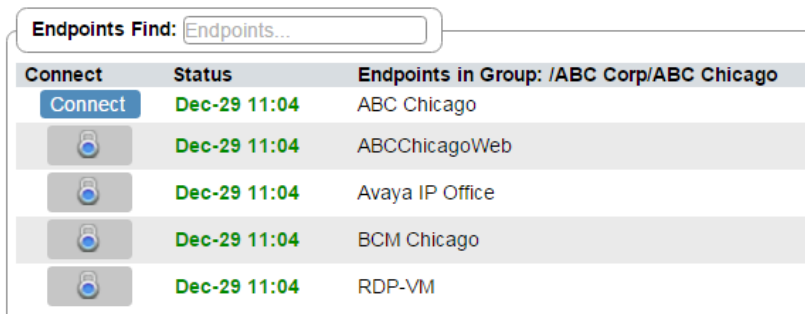 Endpoints Find: Endpoints...
Connect Status Endpoints in Group: /ABC Corp/ABC Chicago
Connect Dec-29 11:04 ABC Chicago
Dec-29 11:04 ABCChicagoWeb
Dec-29 11:04 Avaya IP Office
Dec-29 11:04 BCM Chicago
Dec-29 11:04 RDP-VM